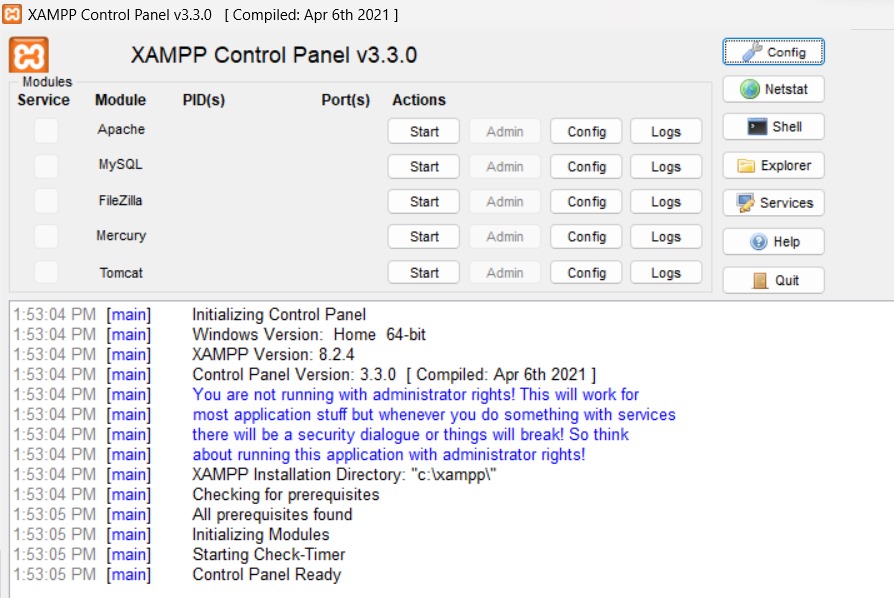 XAMPP Control Panel v3.3.0 [ Compiled: Apr 6th 2021 ]
XAMPP Control Panel v3.3.0
Config
Modules
Service Module PID(s) Port(s) Actions
Netstat
Apache Start Admin Config Logs
Shell
MySQL Start Admin Config Logs
Explorer
FileZilla Start Admin Config Logs
Services
Mercury Start Admin Config Logs
Help
Tomcat Start Admin Config Logs
Quit
1:53:04 PM [main] Initializing Control Panel
1:53:04 PM [main] Windows Version: Home 64-bit
1:53:04 PM [main] XAMPP Version: 8.2.4
1:53:04 PM [main] Control Panel Version: 3.3.0 [ Compiled: Apr 6th 2021 ]
1:53:04 PM [main] You are not running with administrator rights! This will work for
1:53:04 PM [main] most application stuff but whenever you do something with services
1:53:04 PM [main] there will be a security dialogue or things will break! So think
1:53:04 PM [main] about running this application with administrator rights!
1:53:04 PM [main] XAMPP Installation Directory: "c:\xampp\"
1:53:04 PM [main] Checking for prerequisites
1:53:05 PM [main] All prerequisites found
1:53:05 PM [main] Initializing Modules
1:53:05 PM [main] Starting Check-Timer
1:53:05 PM [main] Control Panel Ready